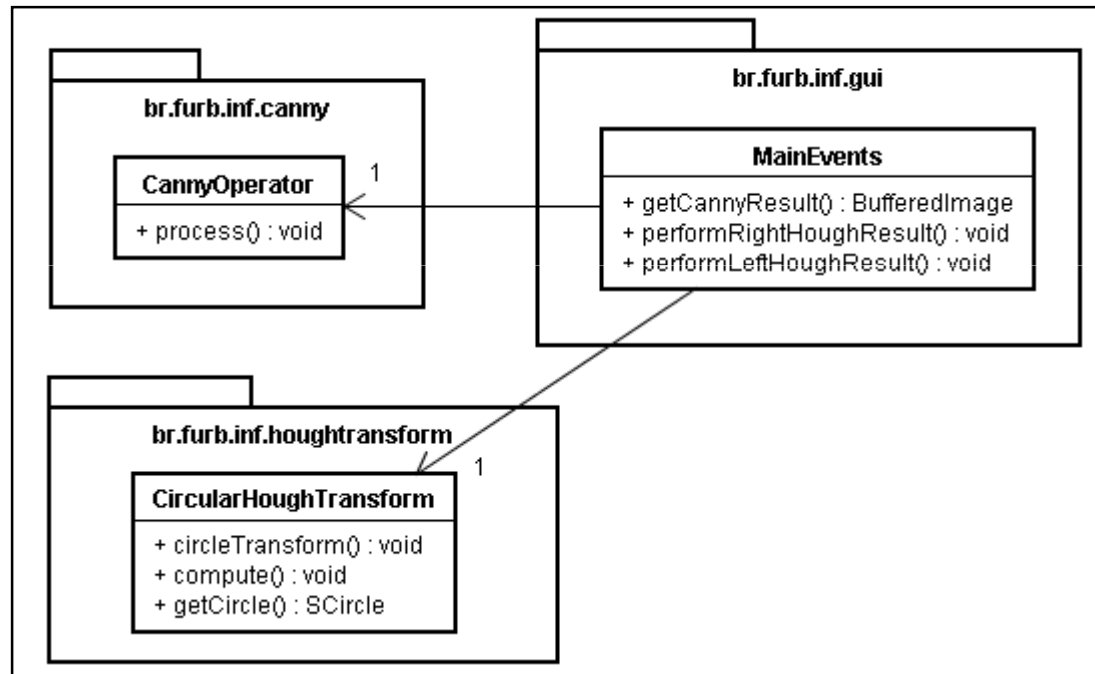 br.furb.inf.canny
CannyOperator
+ process() : void
1
br.furb.inf.gui
MainEvents
+ getCannyResult() : BufferedImage
+ performRightHoughResult() : void
+ performLeftHoughResult() : void
br.furb.inf.houghtransform
1
CircularHoughTransform
+ circleTransform() : void
+ compute() : void
+ getCircle() : SCircle